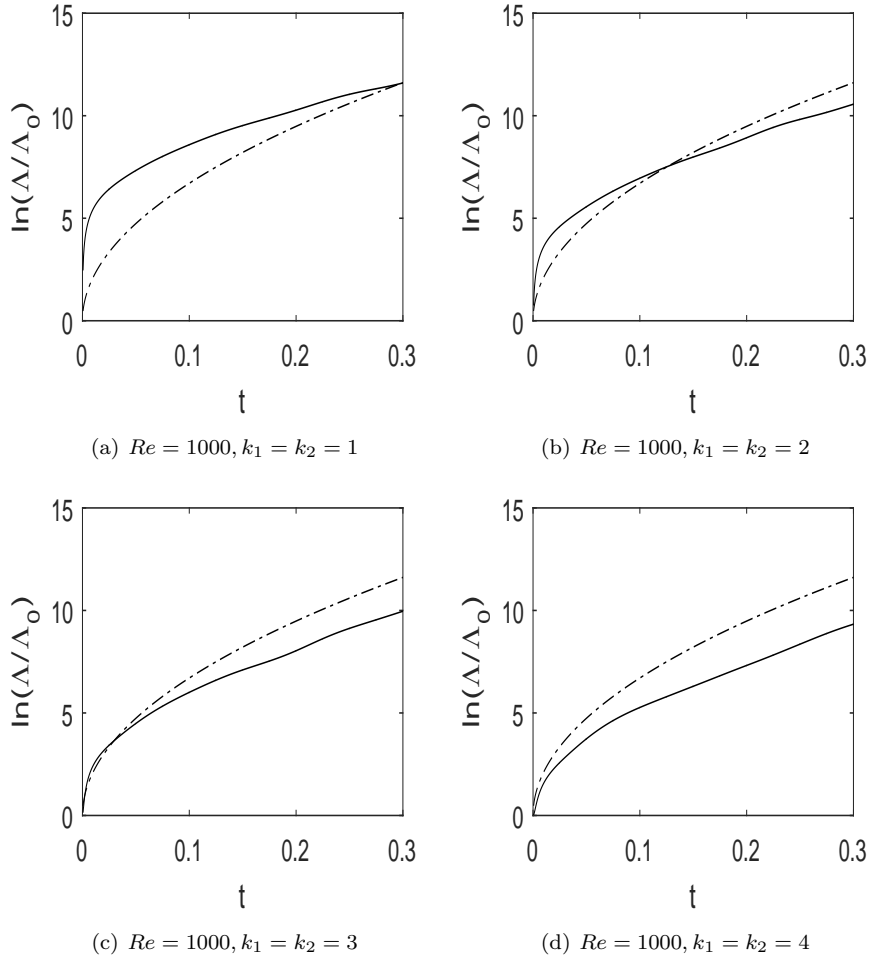 15
10
5
0
ln(Λ/Λ0)
0 0.1 0.2 0.3
t
(a) Re = 1000, k1 = k2 = 1
15
10
5
0
ln(Λ/Λ0)
0 0.1 0.2 0.3
t
(b) Re = 1000, k1 = k2 = 2
15
10
5
0
ln(Λ/Λ0)
0 0.1 0.2 0.3
t
(c) Re = 1000, k1 = k2 = 3
15
10
5
0
ln(Λ/Λ0)
0 0.1 0.2 0.3
t
(d) Re = 1000, k1 = k2 = 4